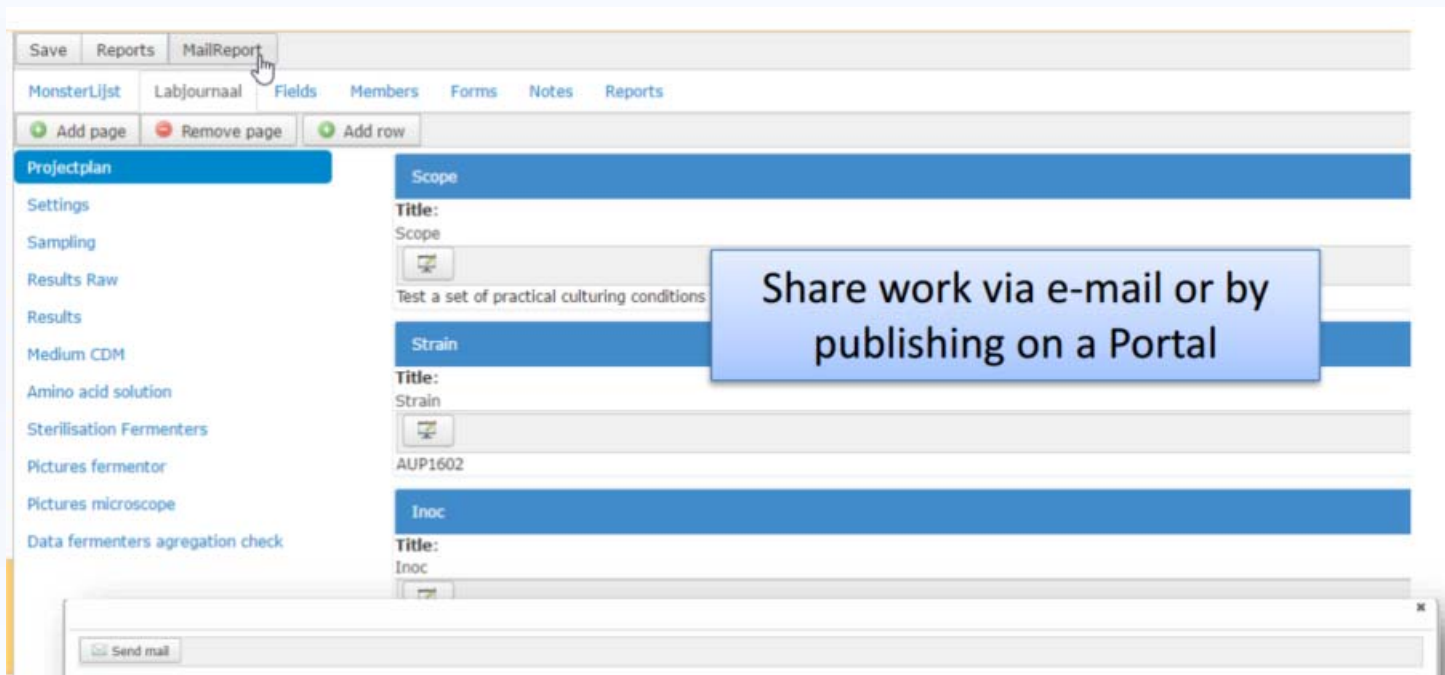 Save Reports MailReport
MonsterLijst Labjournaal Fields Members Forms Notes Reports
Add page Remove page Add row
Projectplan
Settings
Sampling
Results Raw
Results
Medium CDM
Amino acid solution
Sterilisation Fermenters
Pictures fermentor
Pictures microscope
Data fermenters agregation check
Scope
Title:
Scope
Test a set of practical culturing conditions
Strain
Title:
Strain
AUP1602
Inoc
Title:
Inoc
Share work via e-mail or by
publishing on a Portal
Send mail